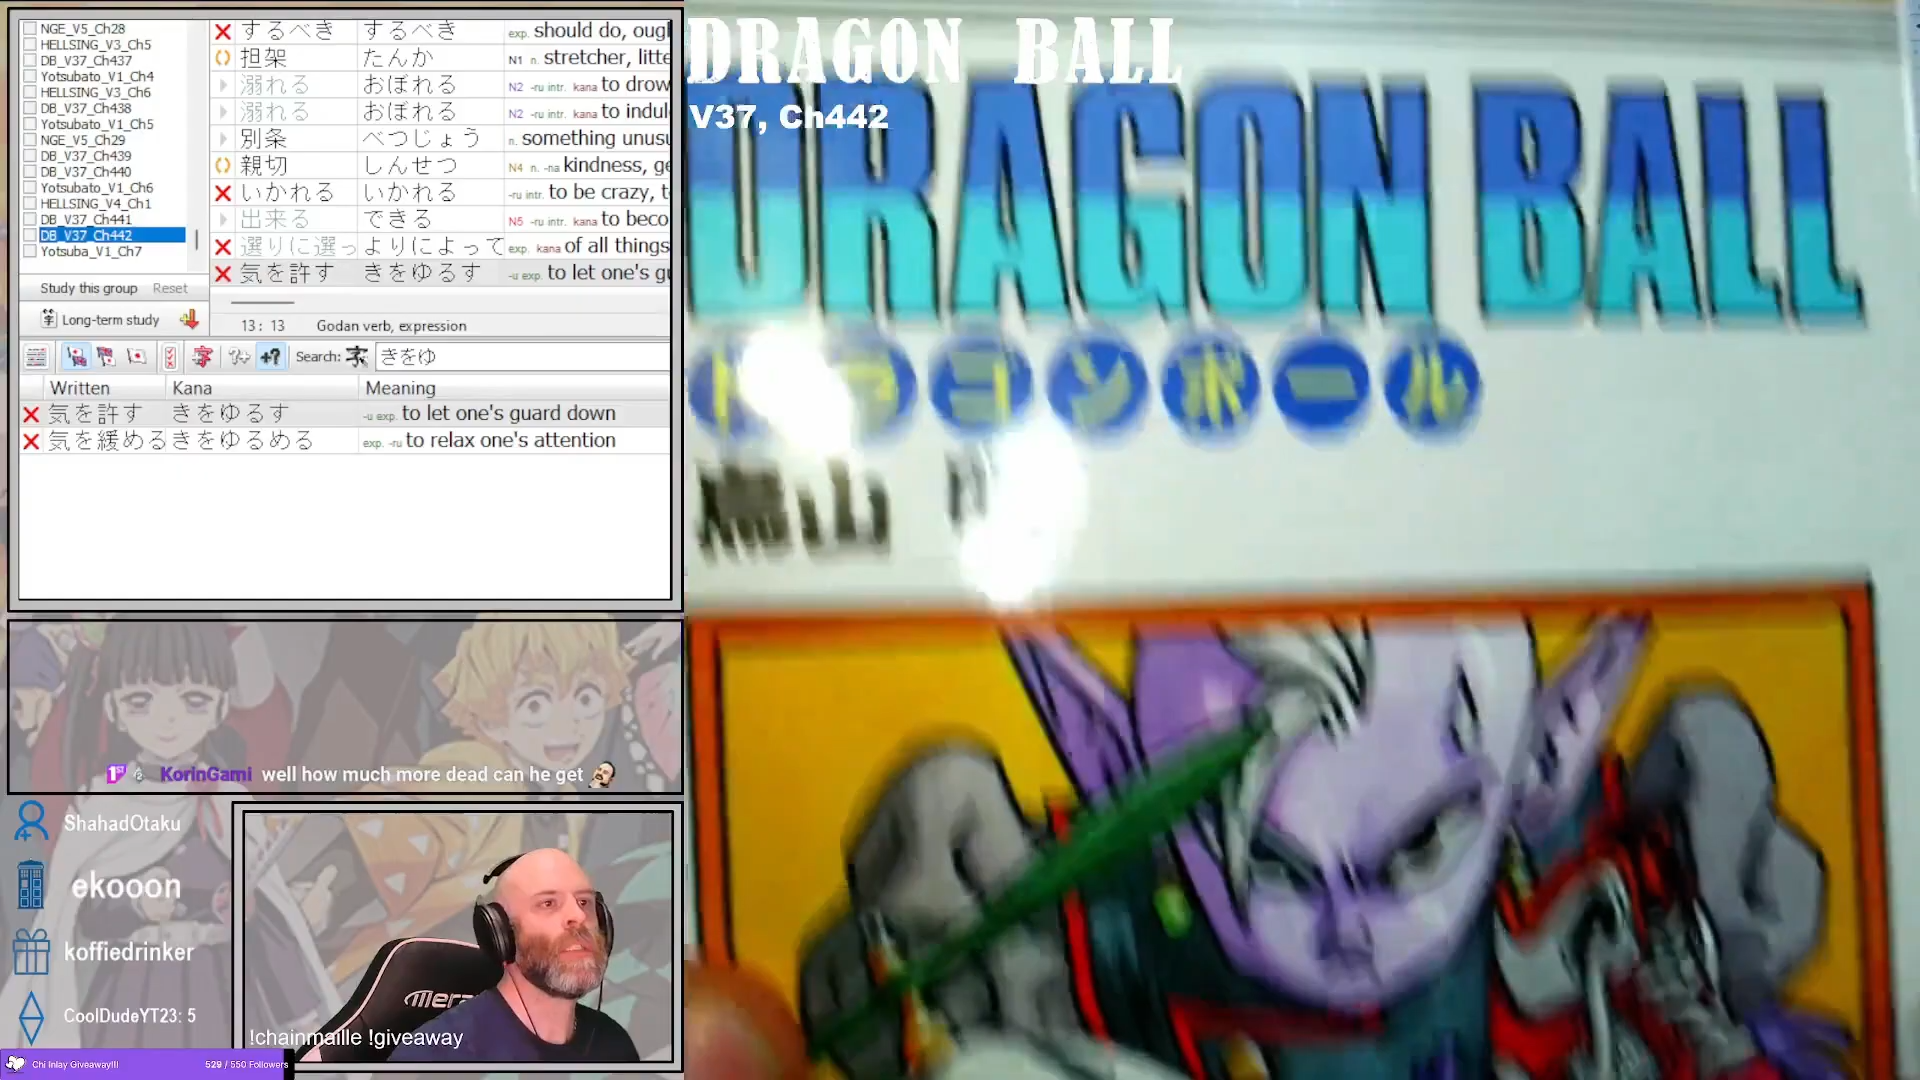 NGE_V5_Ch28
HELLSING_V3_Ch5
DB_V37_Ch437
Yotsubato_V1_Ch4
HELLSING_V3_Ch6
DB_V37_Ch438
Yotsubato_V1_Ch5
NGE_V5_Ch29
DB_V37_Ch439
DB_V37_Ch440
Yotsubato_V1_Ch6
HELLSING_V4_Ch1
DB_V37_Ch441
DB_V37_Ch442
Yotsuba_V1_Ch7
Study this group Reset
Long-term study
するべき するべき exp. should do, ough
担架 たんか N1 n. stretcher, litte
溺れる おぼれる N2 -ru intr. kana to drow
溺れる おぼれる N2 -ru intr. kana to indul
別条 べつじょう n. something unusu
親切 しんせつ N4 n. -na kindness, ge
いかれる いかれる -ru intr. to be crazy, t
出来る できる N5 -ru intr. kana to beco
選りに選っ よりによって exp. kana of all things
気を許す きをゆるす -u exp. to let one's gu
13: 13 Godan verb, expression
Search: 字 きをゆ
Written Kana Meaning
気を許す きをゆるす -u exp. to let one's guard down
気を緩める きをゆるめる exp. -ru to relax one's attention
KorinGami well how much more dead can he get
ShahadOtaku
ekooon
koffiedrinker
CoolDudeYT23: 5
!chainmaille !giveaway
Chi Inlay Giveaway!!!
529 / 550 Followers
DRAGON BALL
V37, Ch442
DRAGON BALL
ゴンボール
鳥山